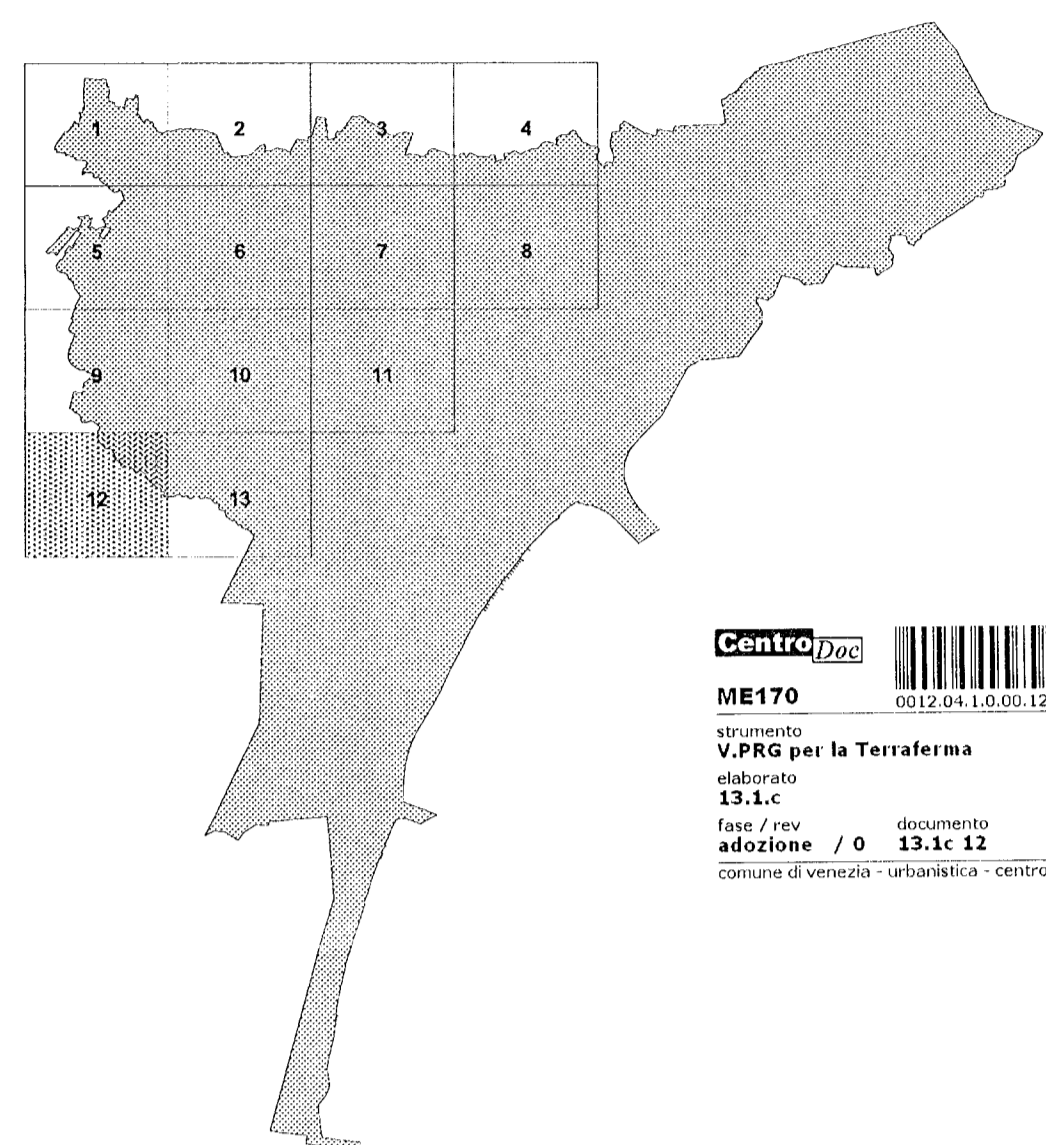 1 2 3 4
5 6 7 8
9 10 11
12 13
Centro Doc
ME170
0012.04.1.0.00.12
strumento
V.PRG per la Terraferma
elaborato
13.1.c
fase / rev documento
adozione / 0 13.1c 12
comune di venezia - urbanistica - centro